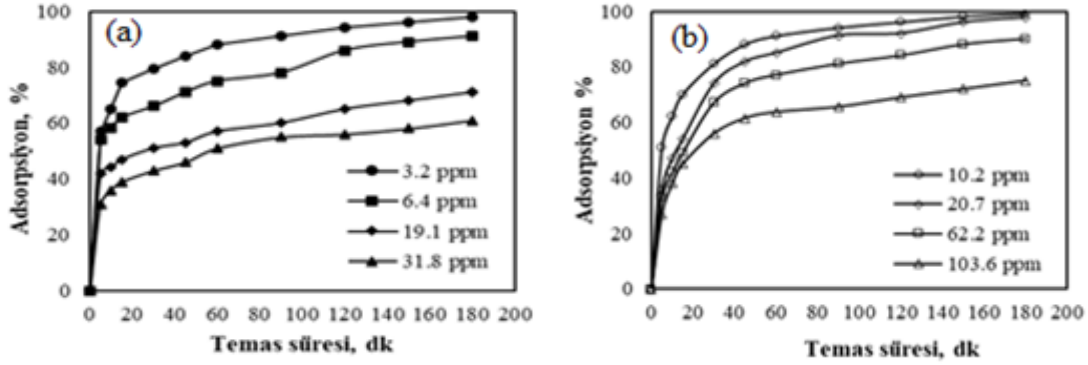 (a)
Adsorpsiyon, %
100
80
60
40
20
0
3.2 ppm
6.4 ppm
19.1 ppm
31.8 ppm
0 20 40 60 80 100 120 140 160 180 200
Temas süresi, dk
(b)
Adsorpsiyon %
100
80
60
40
20
0
10.2 ppm
20.7 ppm
62.2 ppm
103.6 ppm
0 20 40 60 80 100 120 140 160 180 200
Temas süresi, dk